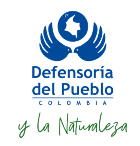 Defensoría
del Pueblo
COLOMBIA
y la Naturaleza